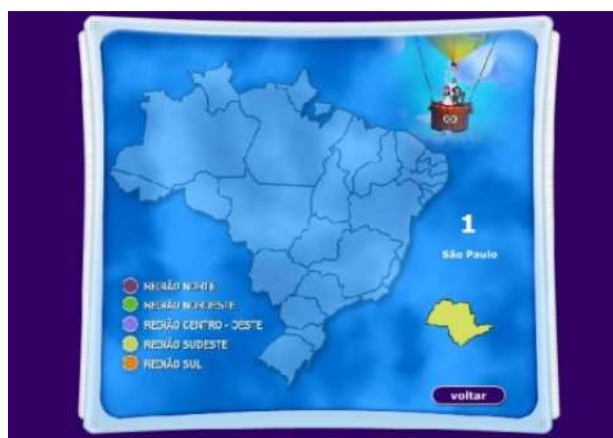 1
São Paulo
REGIÃO NORTE
REGIÃO NORDESTE
REGIÃO CENTRO - OESTE
REGIÃO SUDESTE
REGIÃO SUL
voltar